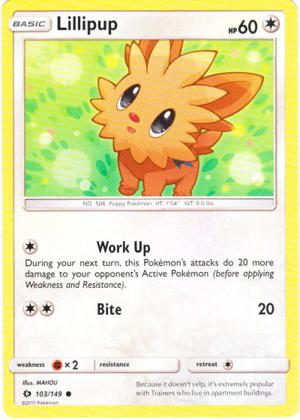 BASIC Lillipup HP 60
NO. 506 Puppy Pokémon HT: 1'04" WT: 9.0 lbs.
Work Up
During your next turn, this Pokémon's attacks do 20 more
damage to your opponent's Active Pokémon (before applying
Weakness and Resistance).
Bite 20
weakness × 2 resistance retreat
Illus. MAHOU
103/149
©2017 Pokémon
Because it doesn't yelp, it's extremely popular
with Trainers who live in apartment buildings.